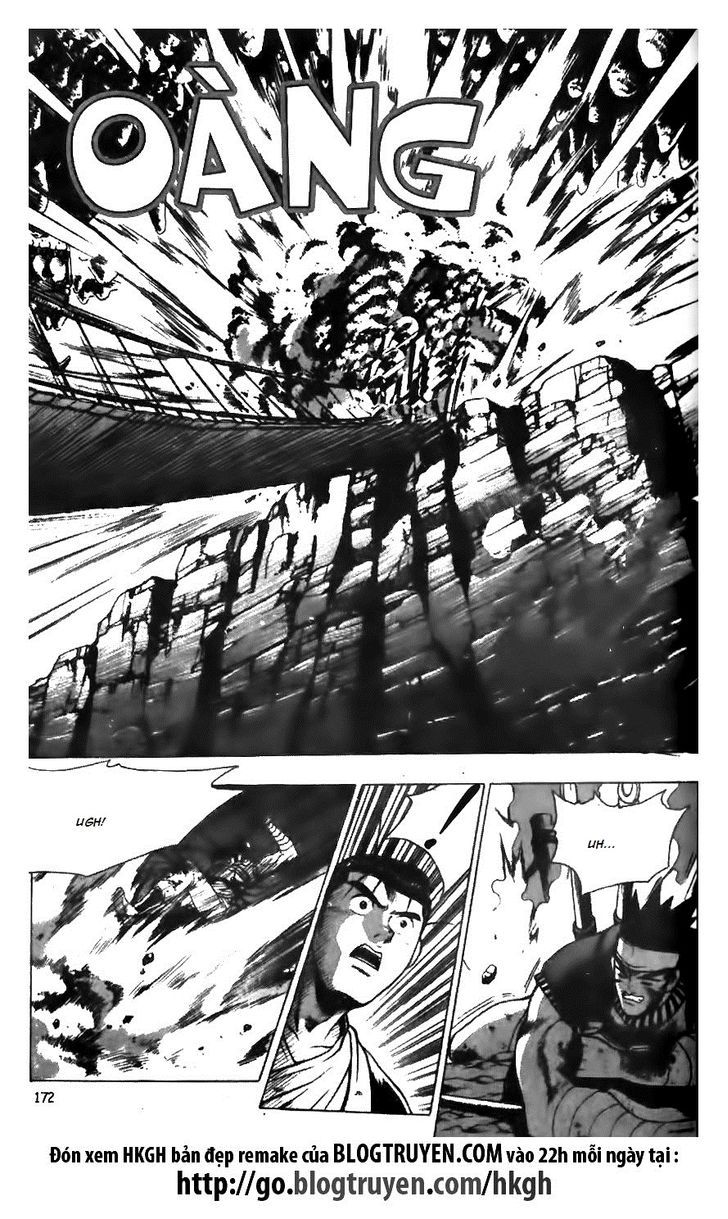 OÀNG
UGH!
!
UH...
172
Đón xem HKGH bản đẹp remake của BLOGTRUYEN.COM vào 22h mỗi ngày tại :
http://go.blogtruyen.com/hkgh